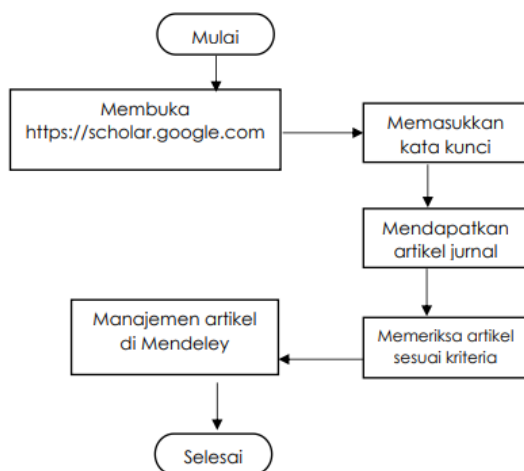 Mulai
Membuka
https://scholar.google.com
Memasukkan
kata kunci
Mendapatkan
artikel jurnal
Memeriksa artikel
sesuai kriteria
Manajemen artikel
di Mendeley
Selesai